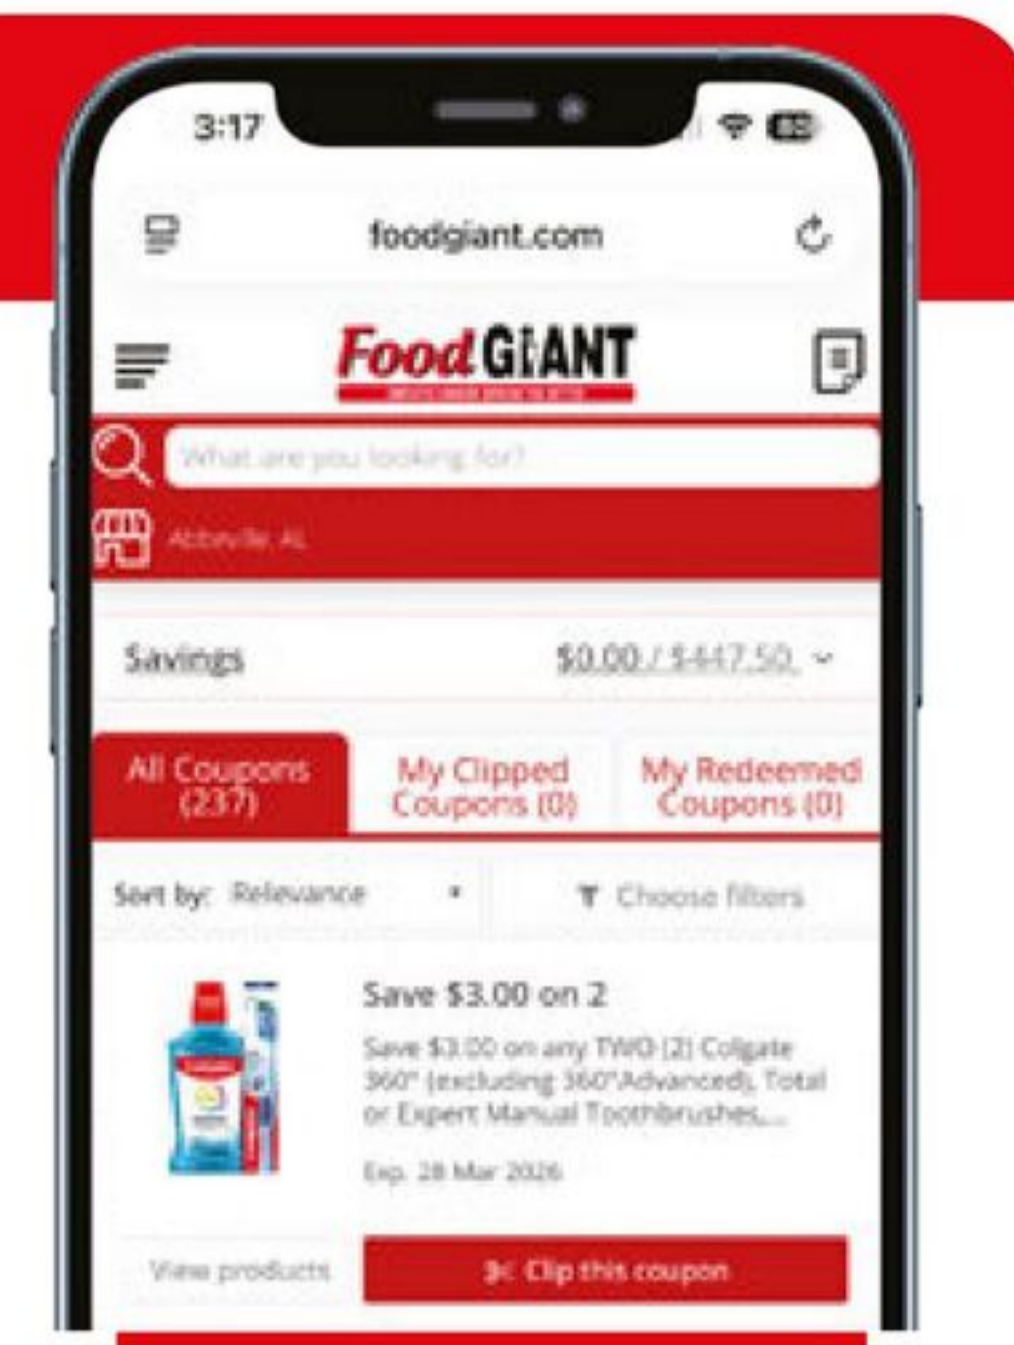 3:17
foodgiant.com
Food GiANT
What are you looking for?
Abbeville, AL
Savings $0.00 / $447.50
All Coupons (237)
My Clipped Coupons (0)
My Redeemed Coupons (0)
Sort by: Relevance
Choose filters
Save $3.00 on 2
Save $3.00 on any TWO (2) Colgate
360° (excluding 360°Advanced), Total
or Expert Manual Toothbrushes,...
Exp. 28 Mar 2026
View products
Clip this coupon